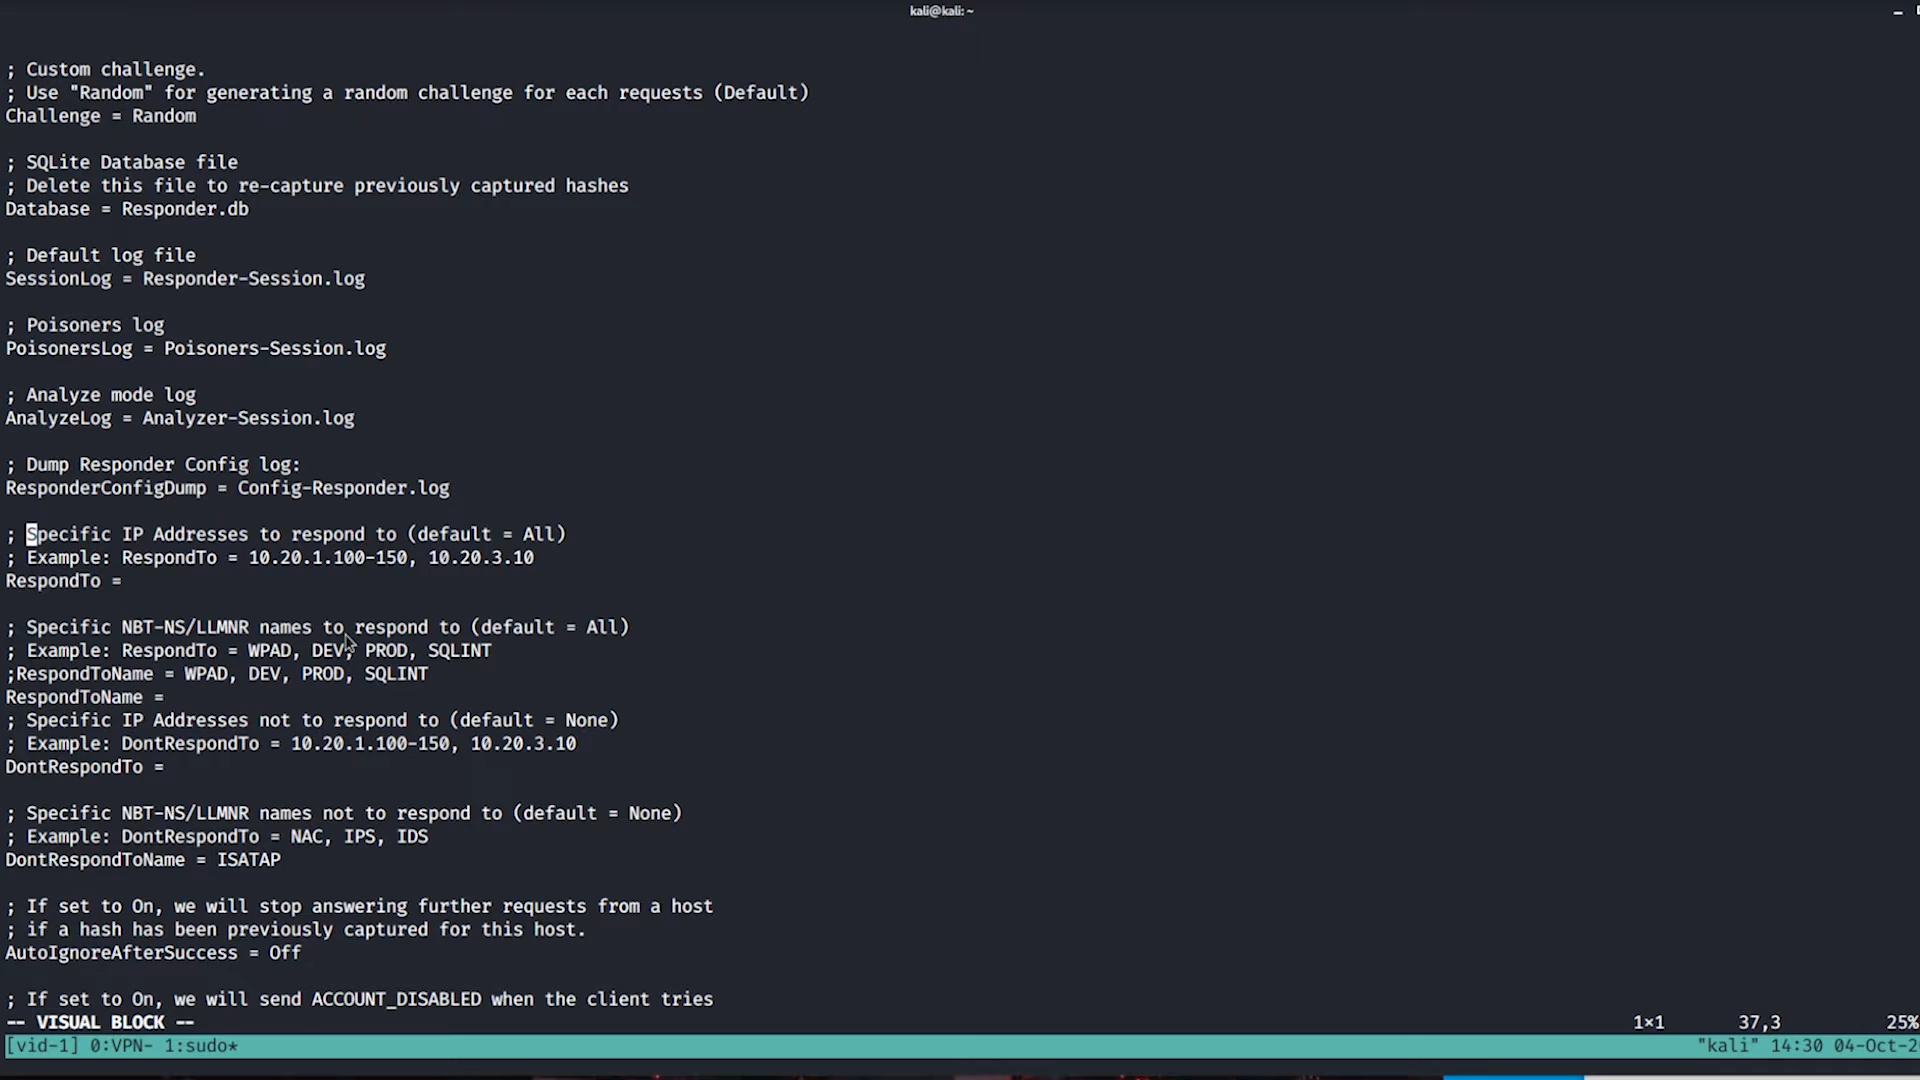 kali@kali: ~
; Custom challenge.
; Use "Random" for generating a random challenge for each requests (Default)
Challenge = Random
; SQLite Database file
; Delete this file to re-capture previously captured hashes
Database = Responder.db
; Default log file
SessionLog = Responder-Session.log
; Poisoners log
PoisonersLog = Poisoners-Session.log
; Analyze mode log
AnalyzeLog = Analyzer-Session.log
; Dump Responder Config log:
ResponderConfigDump = Config-Responder.log
; Specific IP Addresses to respond to (default = All)
; Example: RespondTo = 10.20.1.100-150, 10.20.3.10
RespondTo =
; Specific NBT-NS/LLMNR names to respond to (default = All)
; Example: RespondTo = WPAD, DEV, PROD, SQLINT
;RespondToName = WPAD, DEV, PROD, SQLINT
RespondToName =
; Specific IP Addresses not to respond to (default = None)
; Example: DontRespondTo = 10.20.1.100-150, 10.20.3.10
DontRespondTo =
; Specific NBT-NS/LLMNR names not to respond to (default = None)
; Example: DontRespondTo = NAC, IPS, IDS
DontRespondToName = ISATAP
; If set to On, we will stop answering further requests from a host
; if a hash has been previously captured for this host.
AutoIgnoreAfterSuccess = Off
; If set to On, we will send ACCOUNT_DISABLED when the client tries
-- VISUAL BLOCK -- 1×1 37,3 25%
[vid-1] 0:VPN- 1:sudo* "kali" 14:30 04-Oct-2